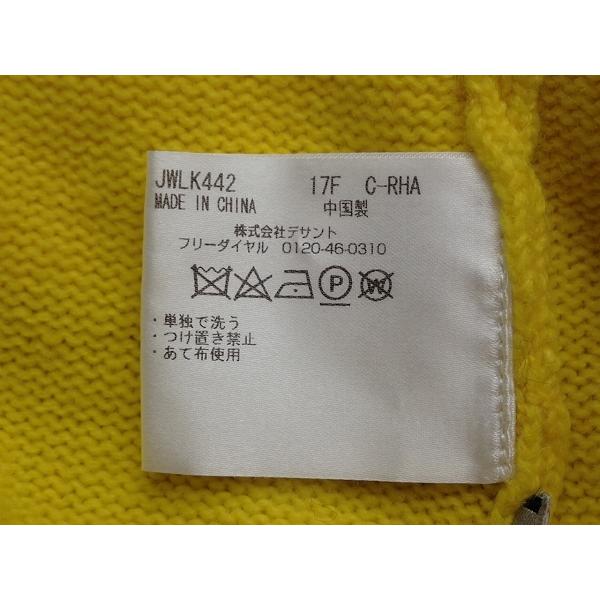 JWLK442 17F C-RHA
MADE IN CHINA 中国製
株式会社デサント
フリーダイヤル 0120-46-0310
P W
・単独で洗う
・つけ置き禁止
・あて布使用